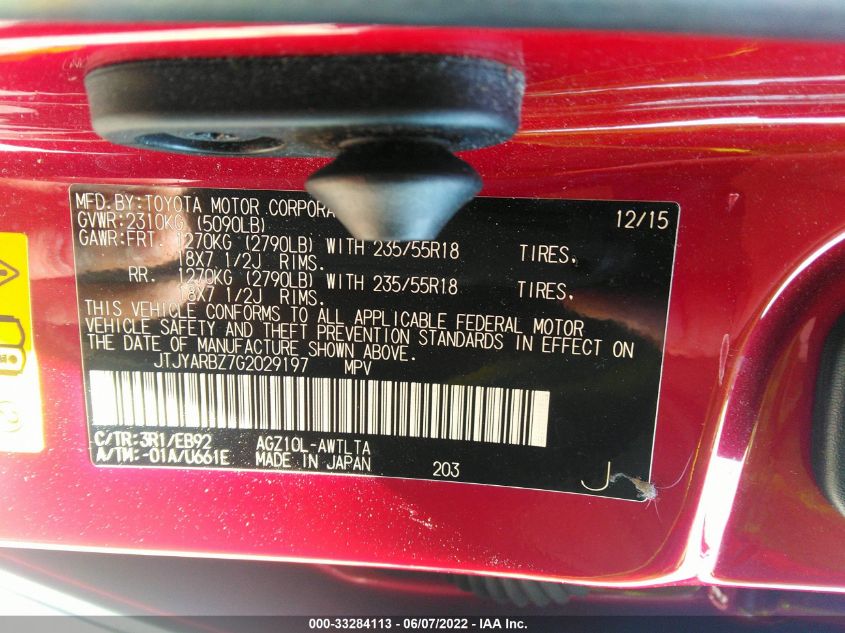 MFD.BY:TOYOTA MOTOR CORPORA 12/15
GVWR:2310KG (5090LB)
GAWR:FRT. 1270KG (2790LB) WITH 235/55R18 TIRES,
18X7 1/2J RIMS.
RR. 1270KG (2790LB) WITH 235/55R18 TIRES,
18X7 1/2J RIMS.
THIS VEHICLE CONFORMS TO ALL APPLICABLE FEDERAL MOTOR
VEHICLE SAFETY AND THEFT PREVENTION STANDARDS IN EFFECT ON
THE DATE OF MANUFACTURE SHOWN ABOVE.
JTJYARBZ7G2029197 MPV
C/TR:3R1/EB92 AGZ10L-AWTLTA
A/TM:-01A/U661E MADE IN JAPAN 203 J
000-33284113 - 06/07/2022 - IAA Inc.